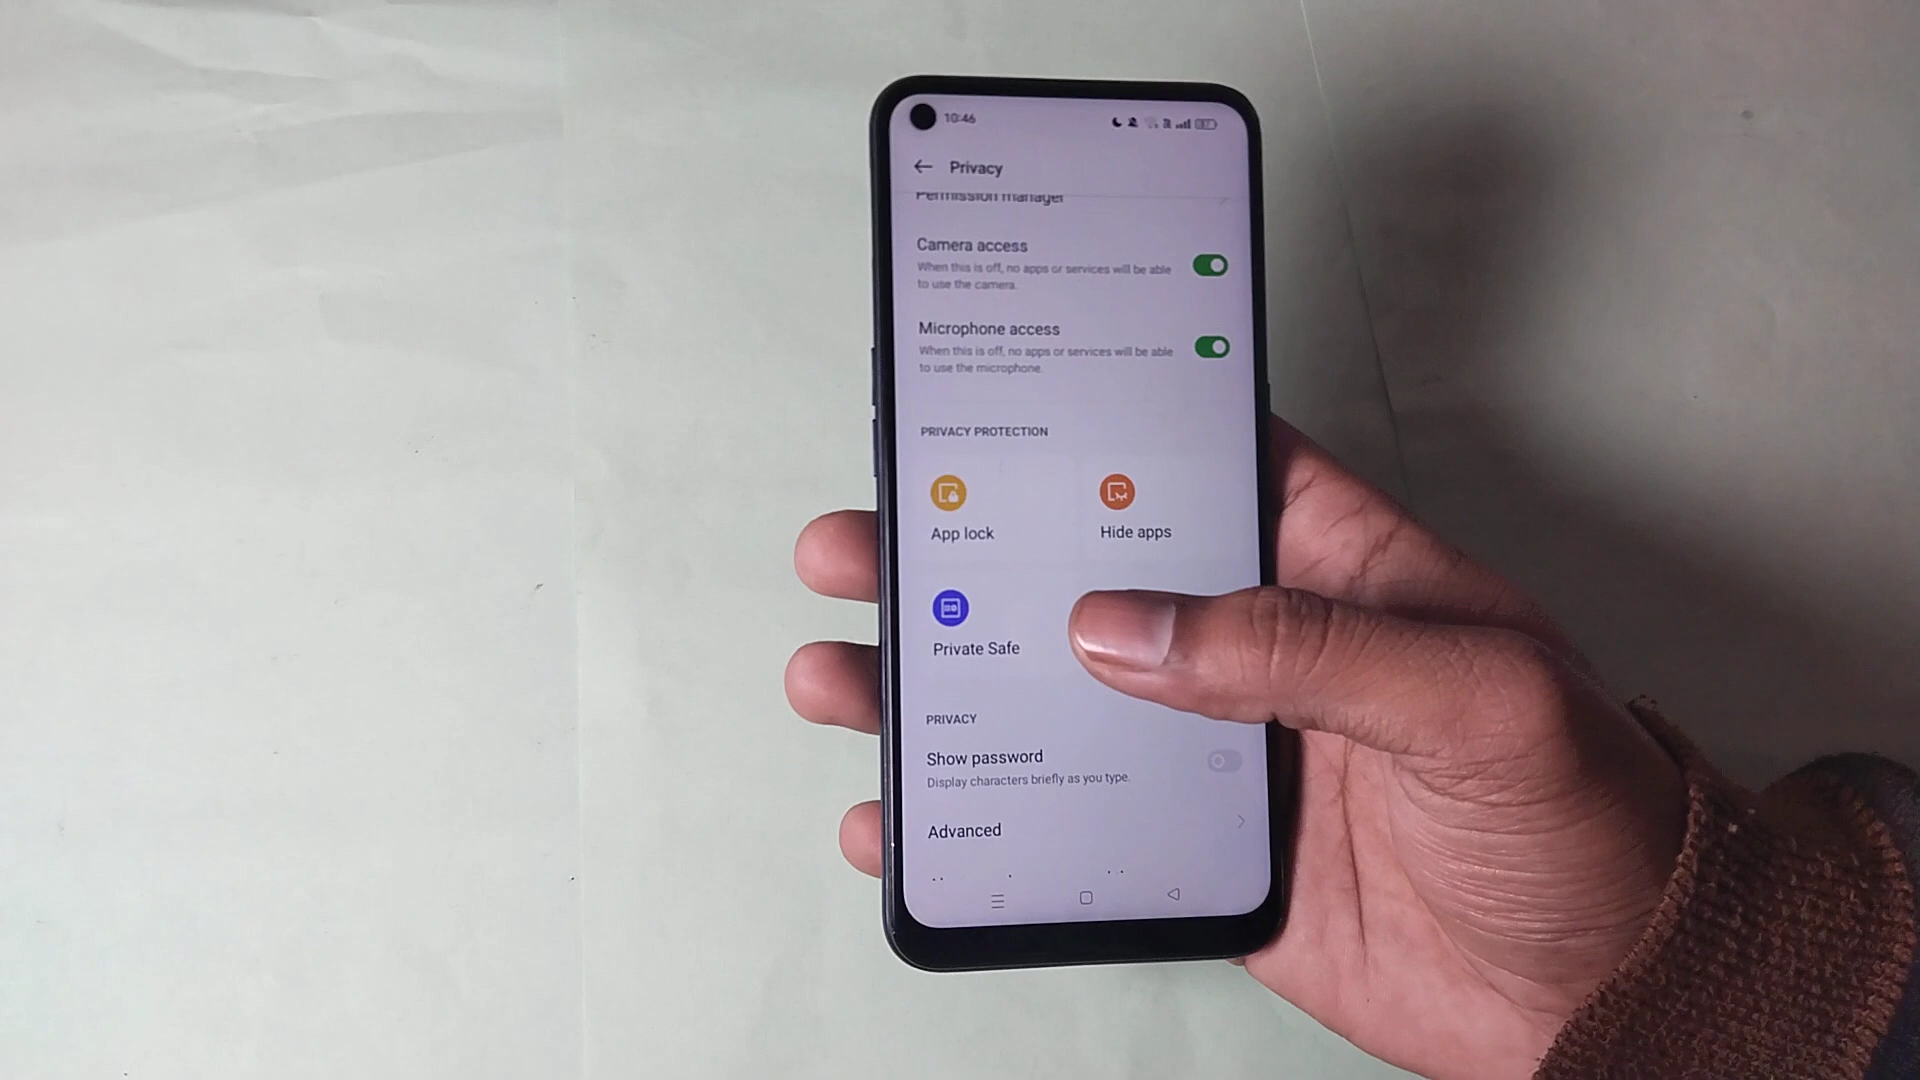 10:46
Privacy
Permission manager
Camera access
When this is off, no apps or services will be able
to use the camera.
Microphone access
When this is off, no apps or services will be able
to use the microphone.
PRIVACY PROTECTION
App lock
Hide apps
Private Safe
PRIVACY
Show password
Display characters briefly as you type.
Advanced